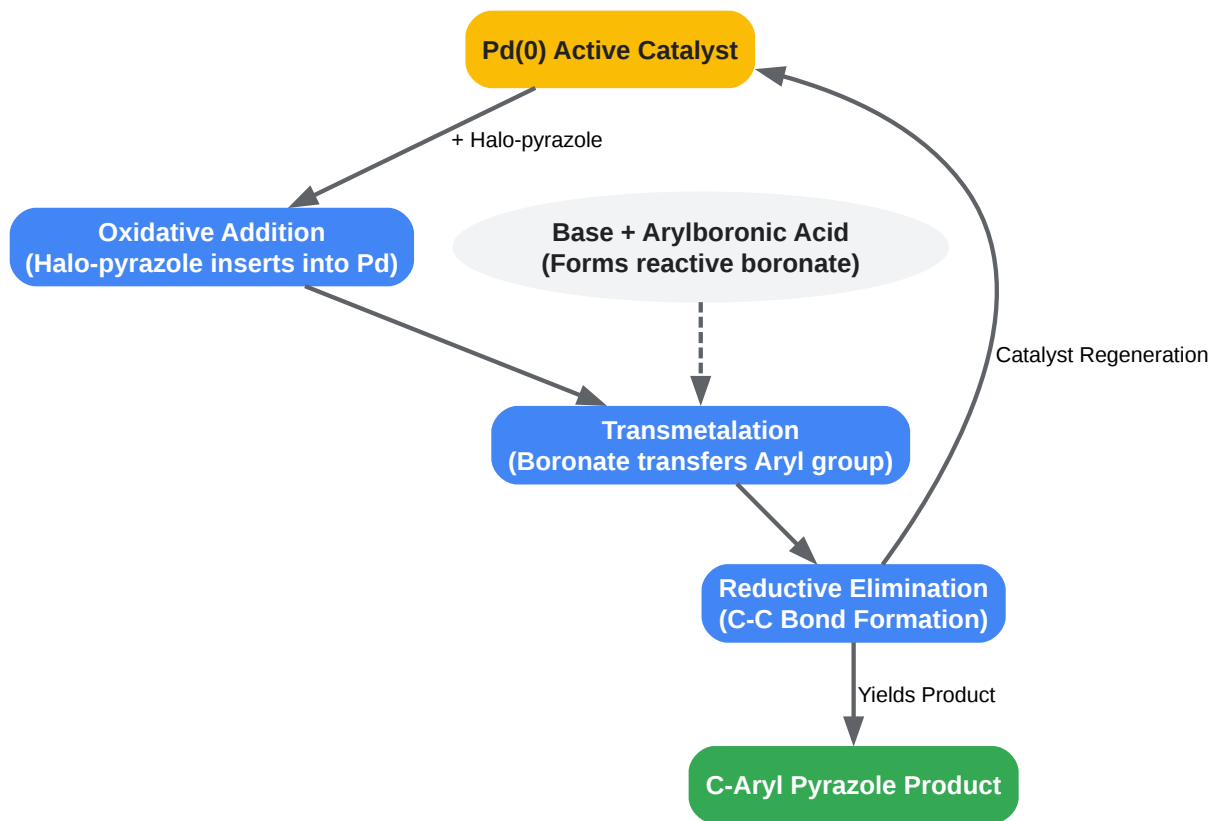 Pd(0) Active Catalyst
+ Halo-pyrazole
Oxidative Addition
(Halo-pyrazole inserts into Pd)
Base + Arylboronic Acid
(Forms reactive boronate)
Catalyst Regeneration
Transmetalation
(Boronate transfers Aryl group)
Reductive Elimination
(C-C Bond Formation)
Yields Product
C-Aryl Pyrazole Product